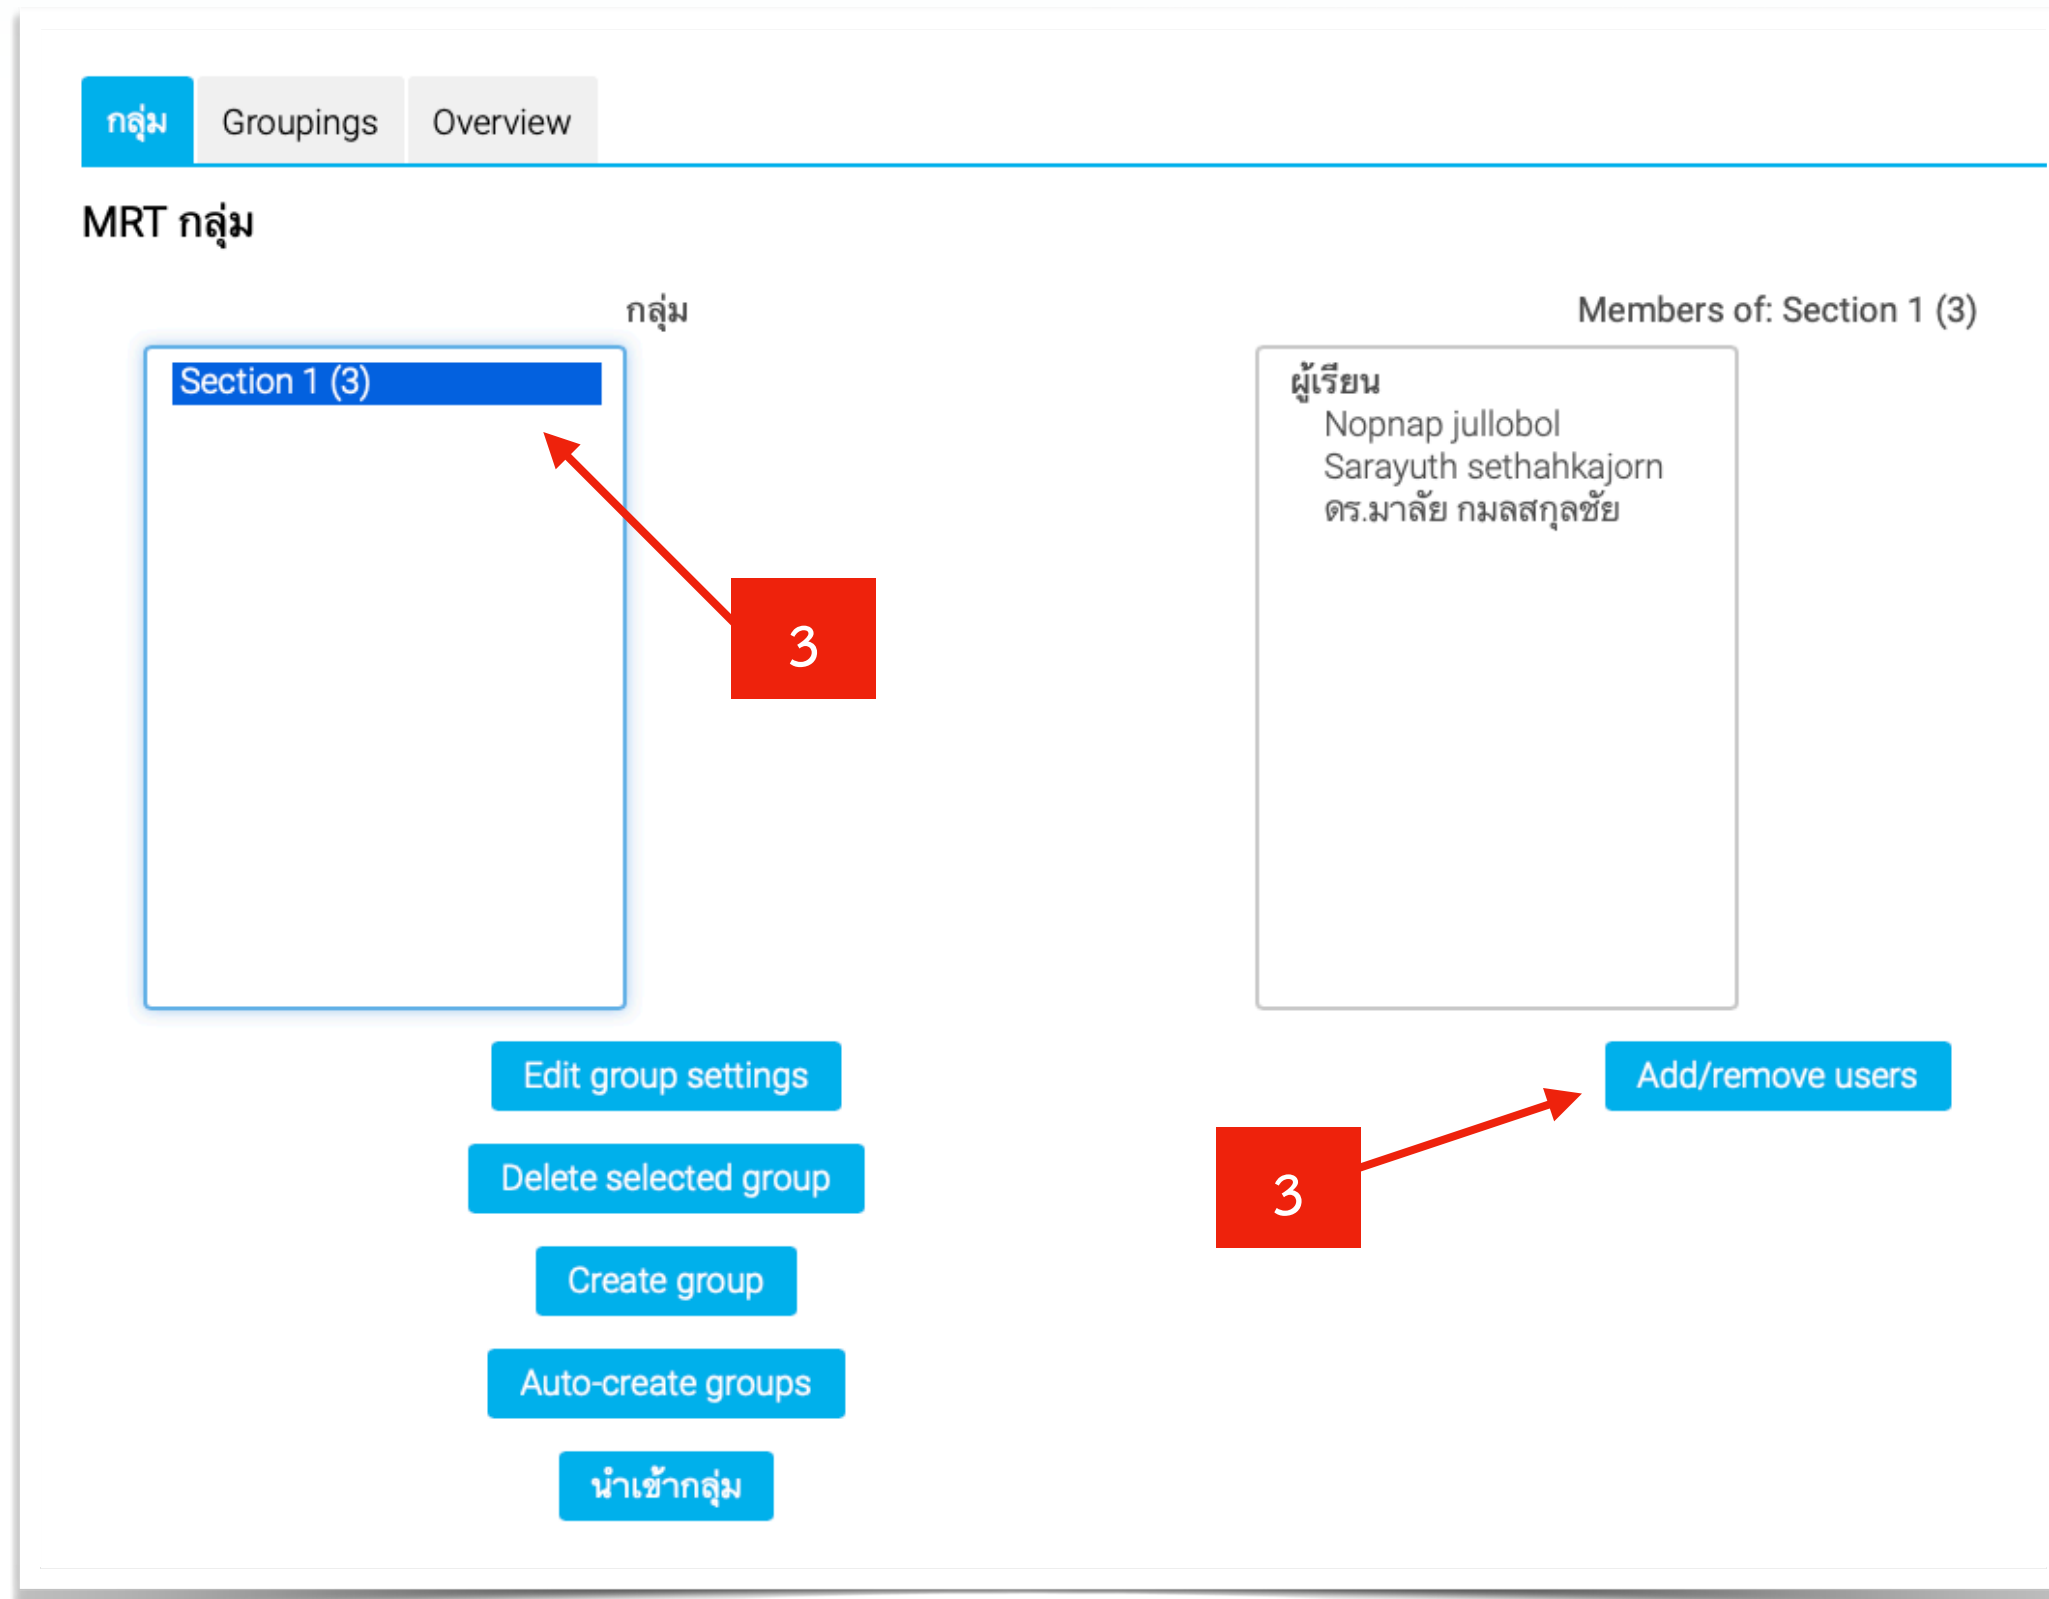 กลุ่ม Groupings Overview
MRT กลุ่ม
กลุ่ม
Section 1 (3)
3
Edit group settings
Delete selected group
Create group
Auto-create groups
นำเข้ากลุ่ม
Members of: Section 1 (3)
ผู้เรียน
Nopnap jullobol
Sarayuth sethahkajorn
ดร.มาลัย กมลสกุลชัย
Add/remove users
3